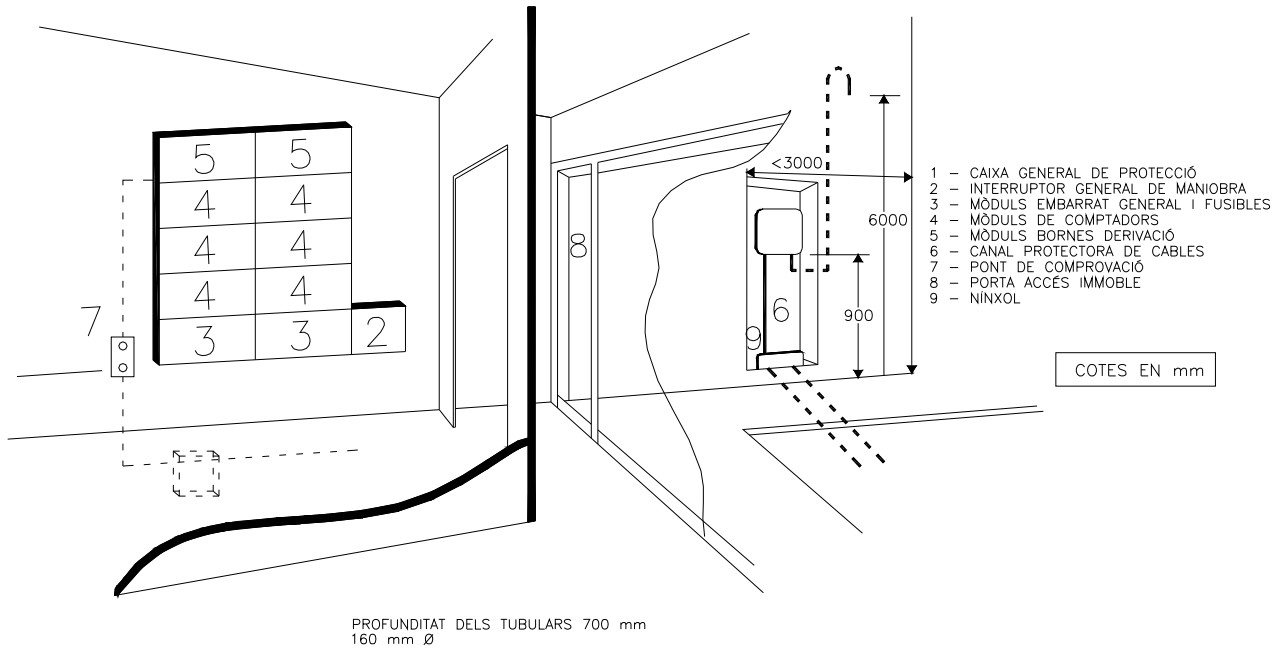 5 5
4 4
4 4
4 4
3 3 2
7
8
<3000
6000
900
6
9
1 – CAIXA GENERAL DE PROTECCIÓ
2 – INTERRUPTOR GENERAL DE MANIOBRA
3 – MÒDULS EMBARRAT GENERAL I FUSIBLES
4 – MÒDULS DE COMPTADORS
5 – MÒDULS BORNES DERIVACIÓ
6 – CANAL PROTECTORA DE CABLES
7 – PONT DE COMPROVACIÓ
8 – PORTA ACCÉS IMMOBLE
9 – NÍNXOL
COTES EN mm
PROFUNDITAT DELS TUBULARS 700 mm
160 mm Ø